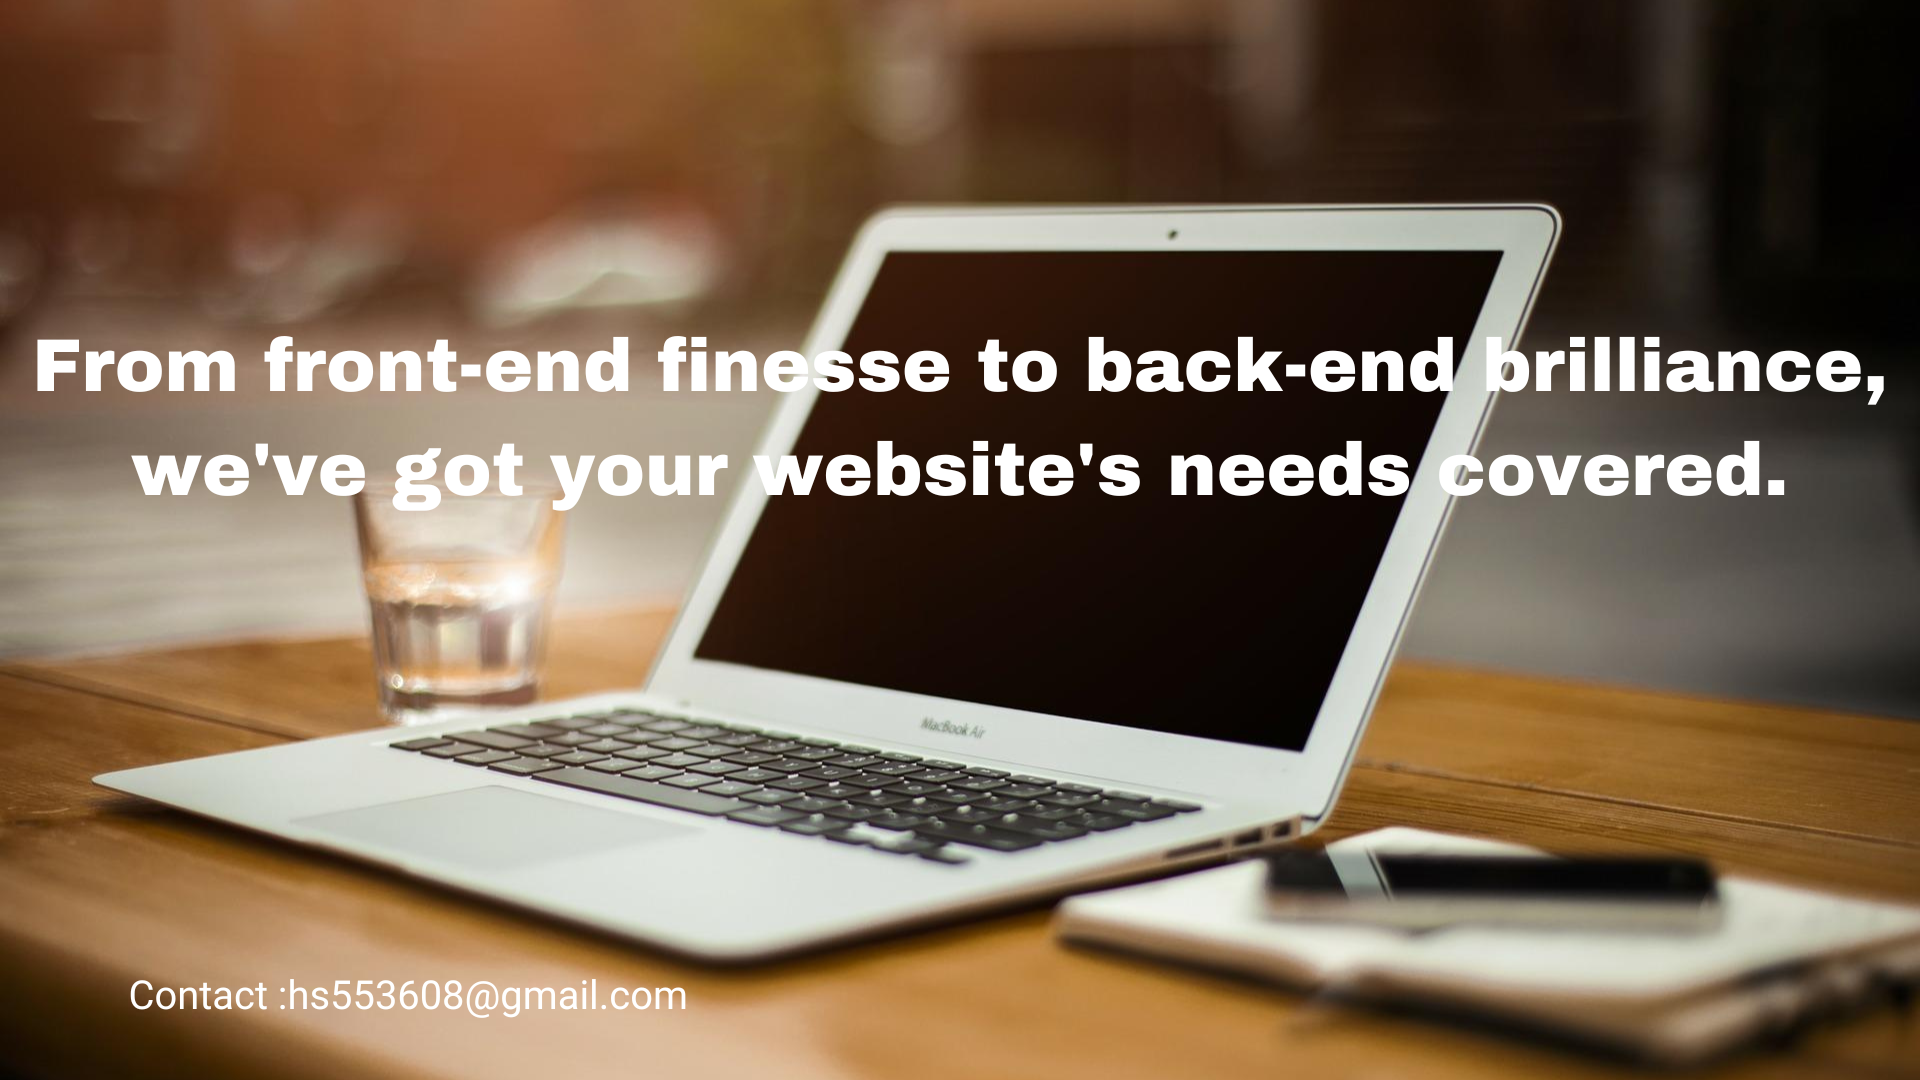 From front-end finesse to back-end brilliance,
we've got your website's needs covered.
MacBook Air
Contact :hs553608@gmail.com